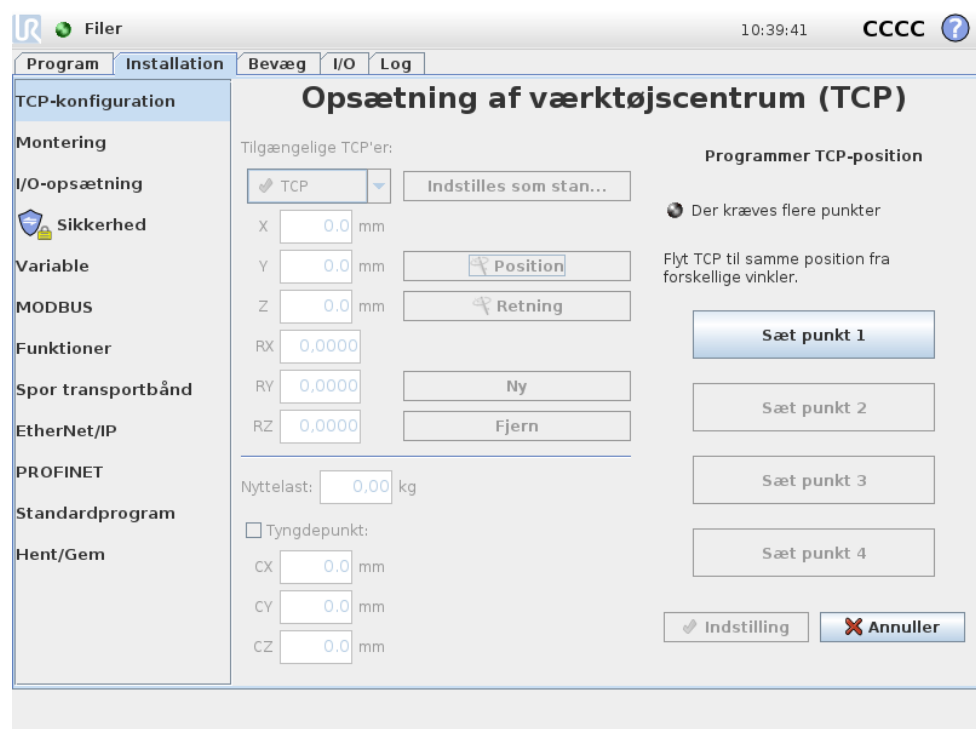 UR Filer 10:39:41 CCCC ?
Program Installation Bevæg I/O Log
TCP-konfiguration
Montering
I/O-opsætning
Sikkerhed
Variable
MODBUS
Funktioner
Spor transportbånd
EtherNet/IP
PROFINET
Standardprogram
Hent/Gem
Opsætning af værktøjscentrum (TCP)
Tilgængelige TCP'er:
TCP Indstilles som stan...
X 0.0 mm
Y 0.0 mm Position
Z 0.0 mm Retning
RX 0,0000
RY 0,0000 Ny
RZ 0,0000 Fjern
Nyttelast: 0,00 kg
Tyngdepunkt:
CX 0.0 mm
CY 0.0 mm
CZ 0.0 mm
Programmer TCP-position
Der kræves flere punkter
Flyt TCP til samme position fra
forskellige vinkler.
Sæt punkt 1
Sæt punkt 2
Sæt punkt 3
Sæt punkt 4
Indstilling Annuller